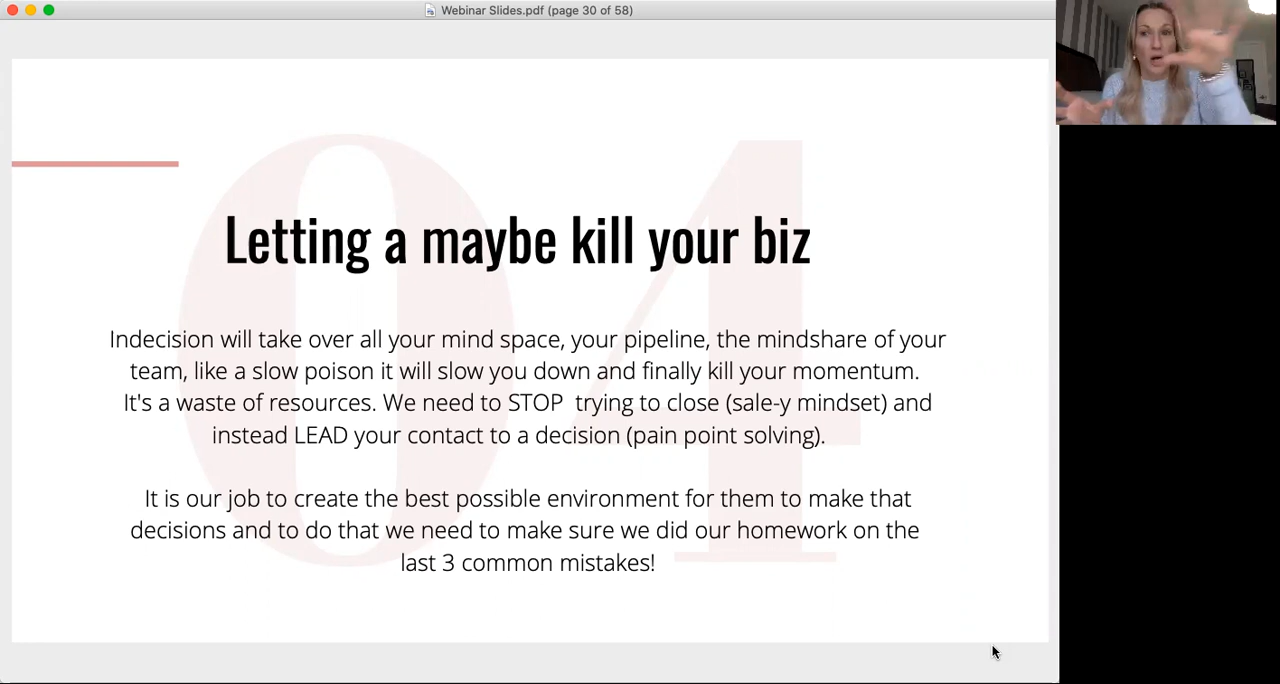 Webinar Slides.pdf (page 30 of 58)
04
Letting a maybe kill your biz
Indecision will take over all your mind space, your pipeline, the mindshare of your
team, like a slow poison it will slow you down and finally kill your momentum.
It's a waste of resources. We need to STOP  trying to close (sale-y mindset) and
instead LEAD your contact to a decision (pain point solving).
It is our job to create the best possible environment for them to make that
decisions and to do that we need to make sure we did our homework on the
last 3 common mistakes!